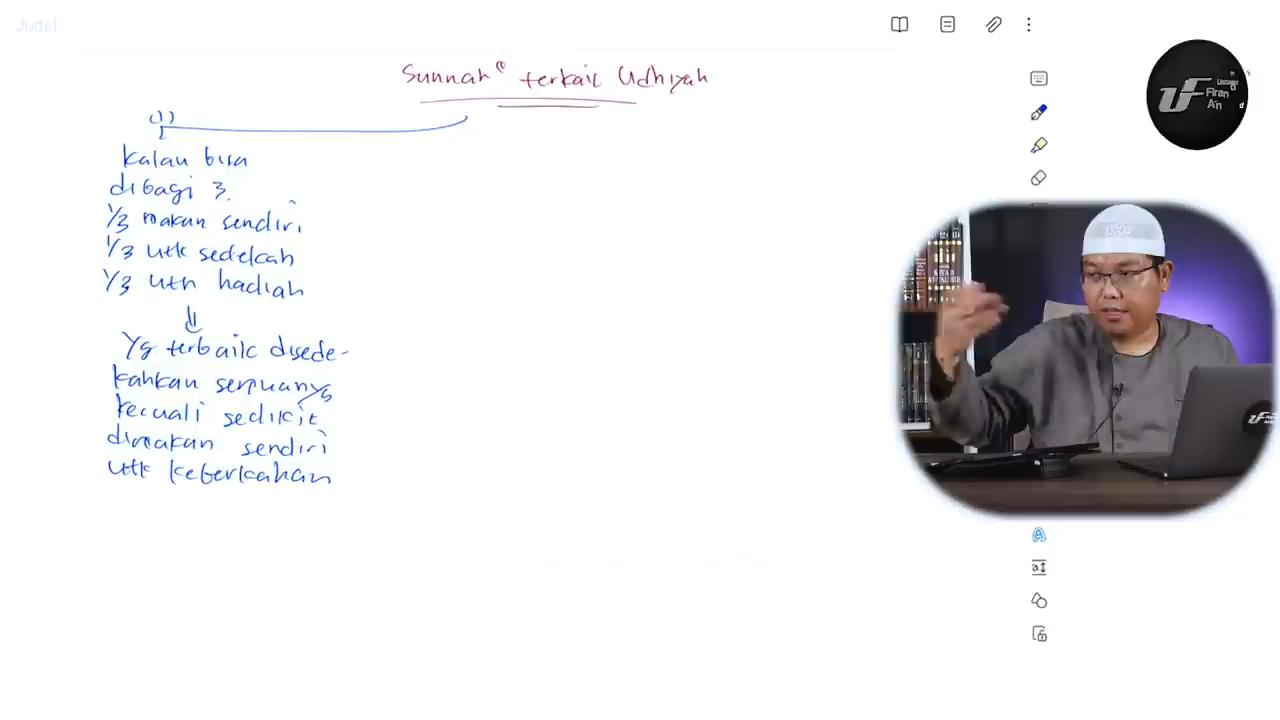 Judul
Sunnah² terkait Udhiyah
(1)
kalau bisa
dibagi 3.
1/3 makan sendiri
1/3 utk sedekah
1/3 utk hadiah
Yg terbaik disede-
kahkan semuanya
kecuali sedikit
dimakan sendiri
utk keberkahan
UF
Firan